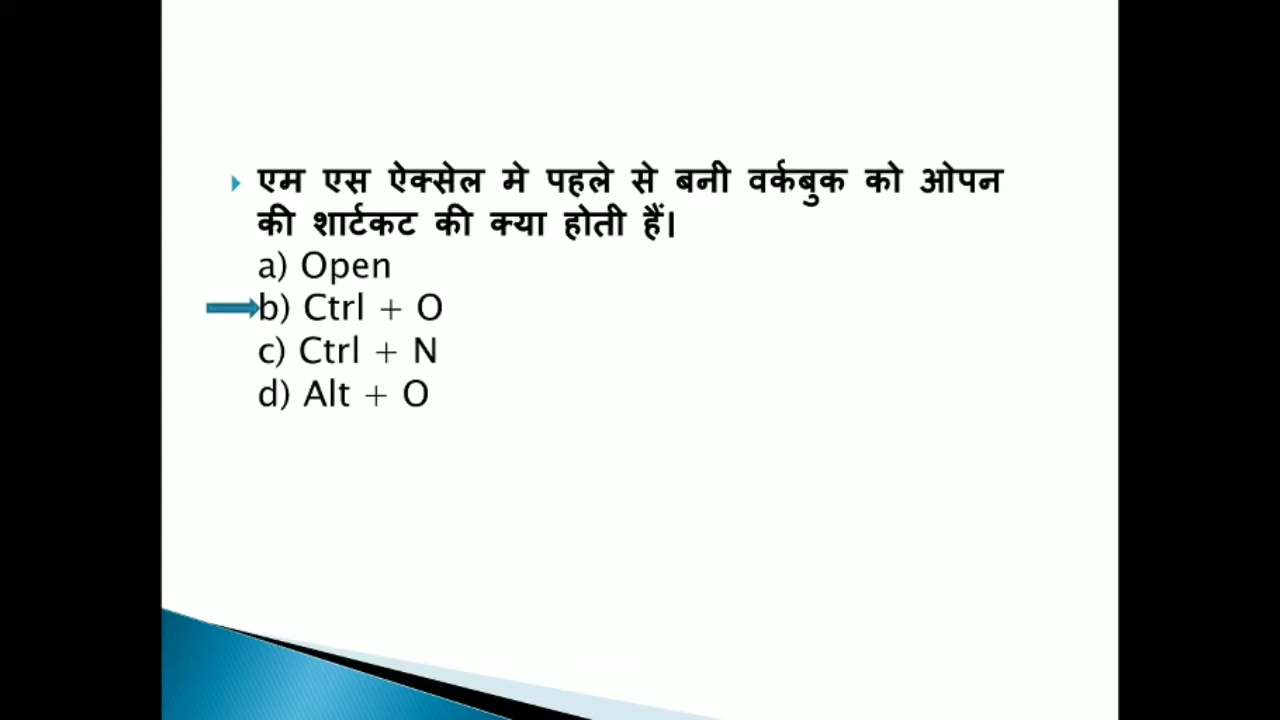 एम एस ऐक्सेल मे पहले से बनी वर्कबुक को ओपन
की शार्टकट की क्या होती हैं।
a) Open
b) Ctrl + O
c) Ctrl + N
d) Alt + O